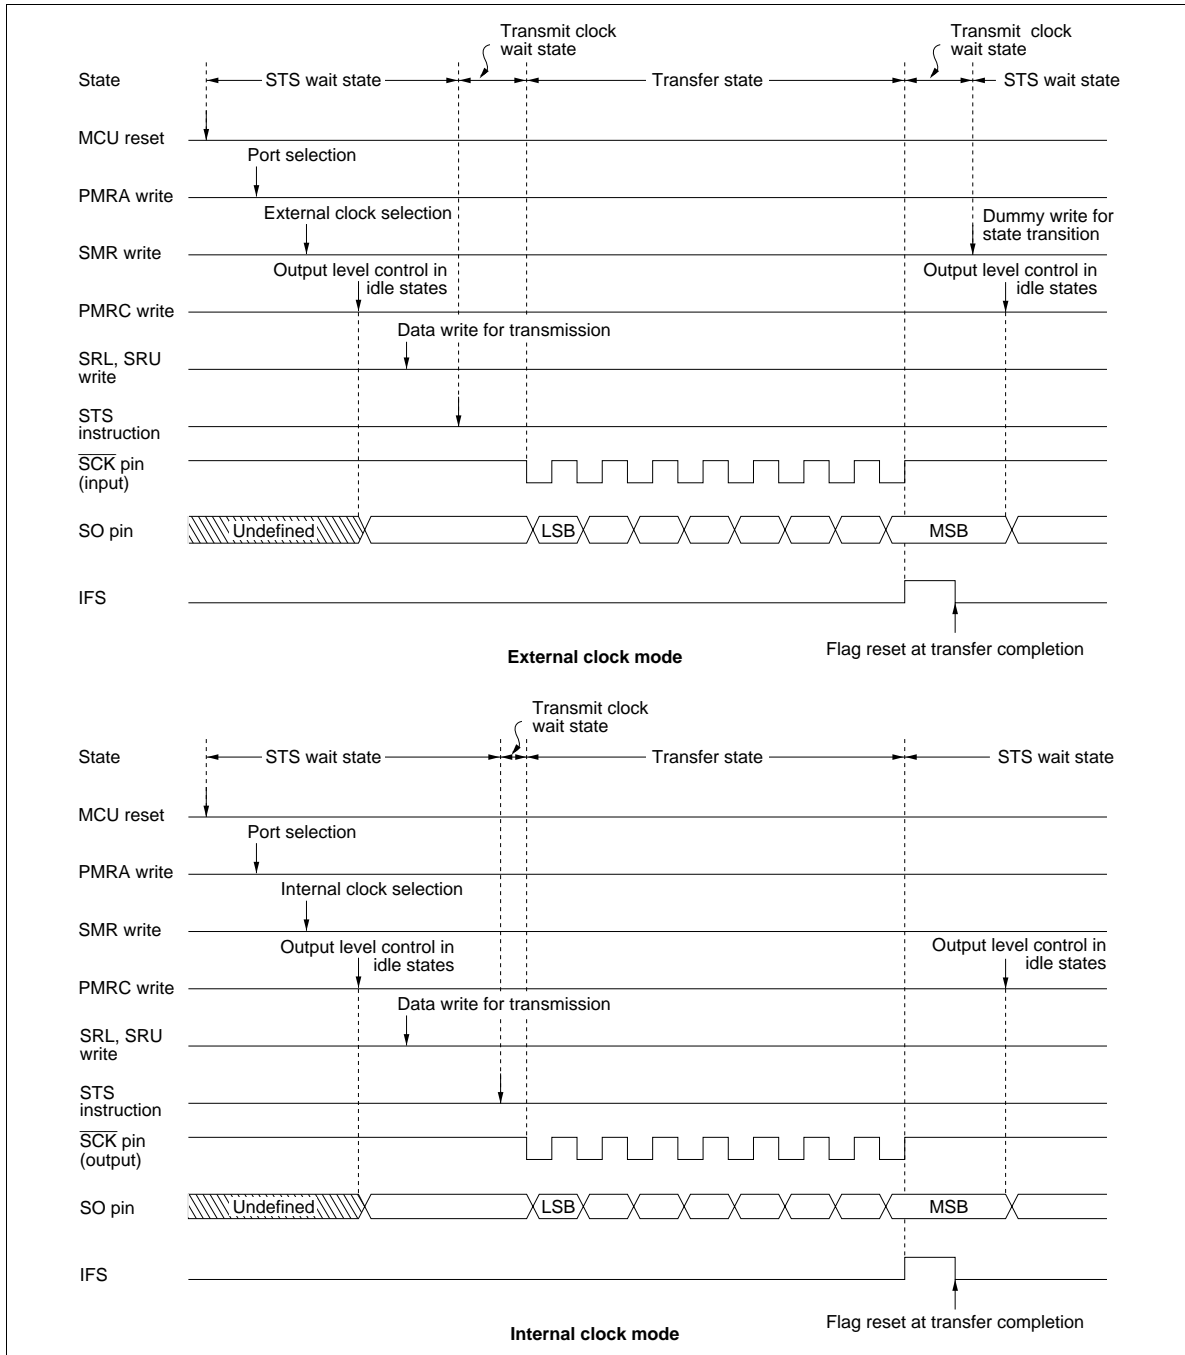 Transmit clock
wait state
Transmit clock
wait state
State
STS wait state
Transfer state
STS wait state
MCU reset
Port selection
PMRA write
External clock selection
Dummy write for
state transition
SMR write
Output level control in
idle states
Output level control in
idle states
PMRC write
Data write for transmission
SRL, SRU
write
STS
instruction
SCK pin
(input)
SO pin
Undefined
LSB
MSB
IFS
Flag reset at transfer completion
External clock mode
Transmit clock
wait state
State
STS wait state
Transfer state
STS wait state
MCU reset
Port selection
PMRA write
Internal clock selection
SMR write
Output level control in
idle states
Output level control in
idle states
PMRC write
Data write for transmission
SRL, SRU
write
STS
instruction
SCK pin
(output)
SO pin
Undefined
LSB
MSB
IFS
Flag reset at transfer completion
Internal clock mode